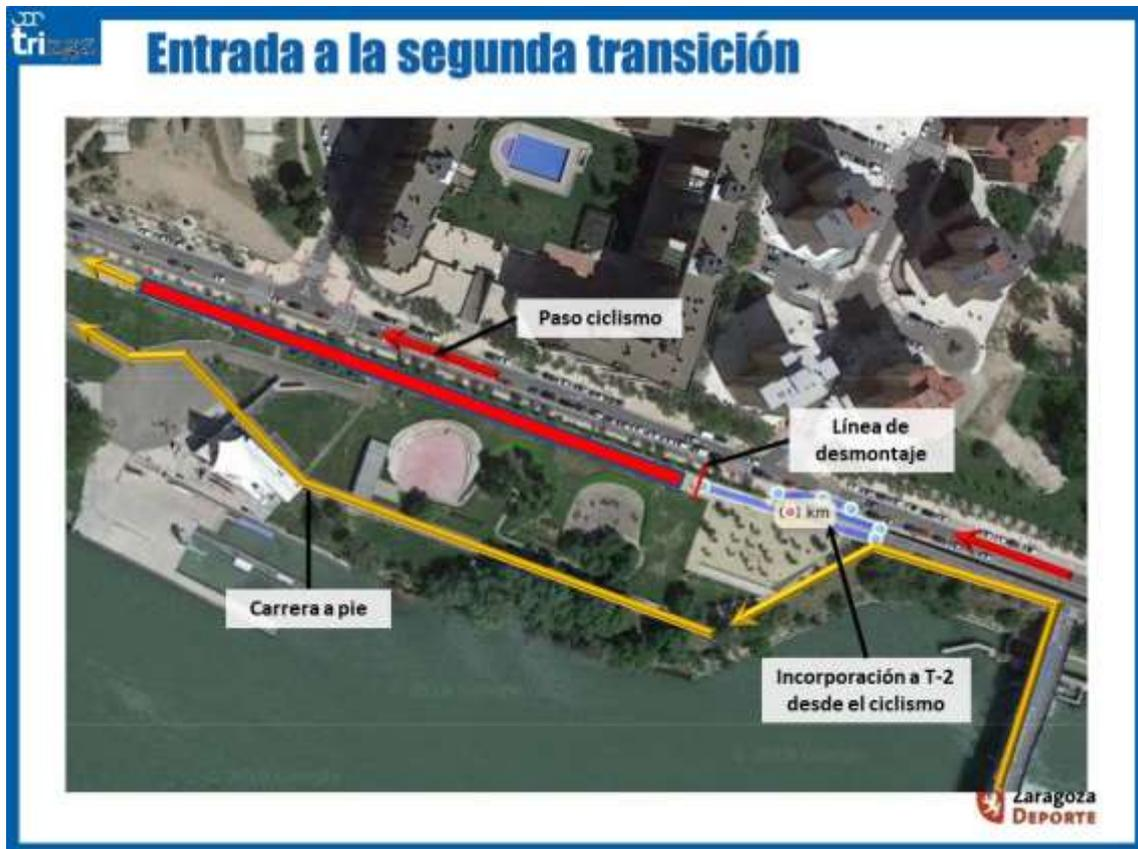 tri
Entrada a la segunda transición
Paso ciclismo
Línea de
desmontaje
km
Carrera a pie
Incorporación a T-2
desde el ciclismo
Zaragoza
DEPORTE